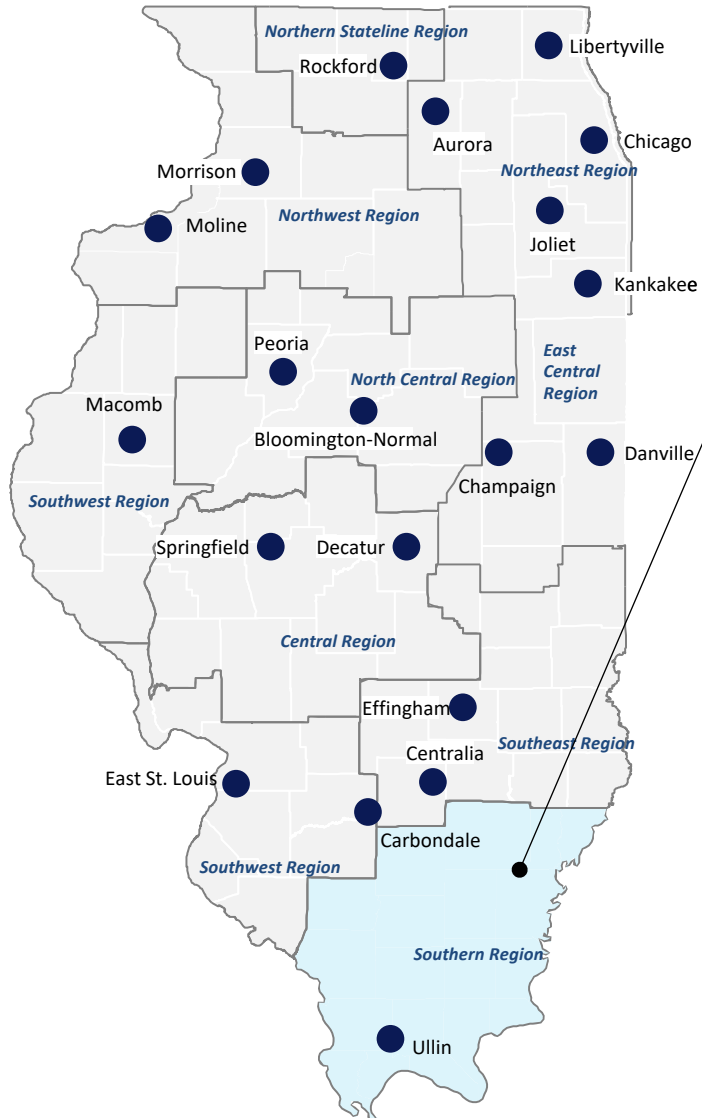 Northern Stateline Region
Libertyville
Rockford
Aurora
Chicago
Northeast Region
Morrison
Northwest Region
Moline
Joliet
Kankakee
Peoria
East
Central
Region
North Central Region
Macomb
Bloomington-Normal
Danville
Champaign
Southwest Region
Springfield
Decatur
Central Region
Effingham
Southeast Region
Centralia
East St. Louis
Carbondale
Southwest Region
Southern Region
Ullin